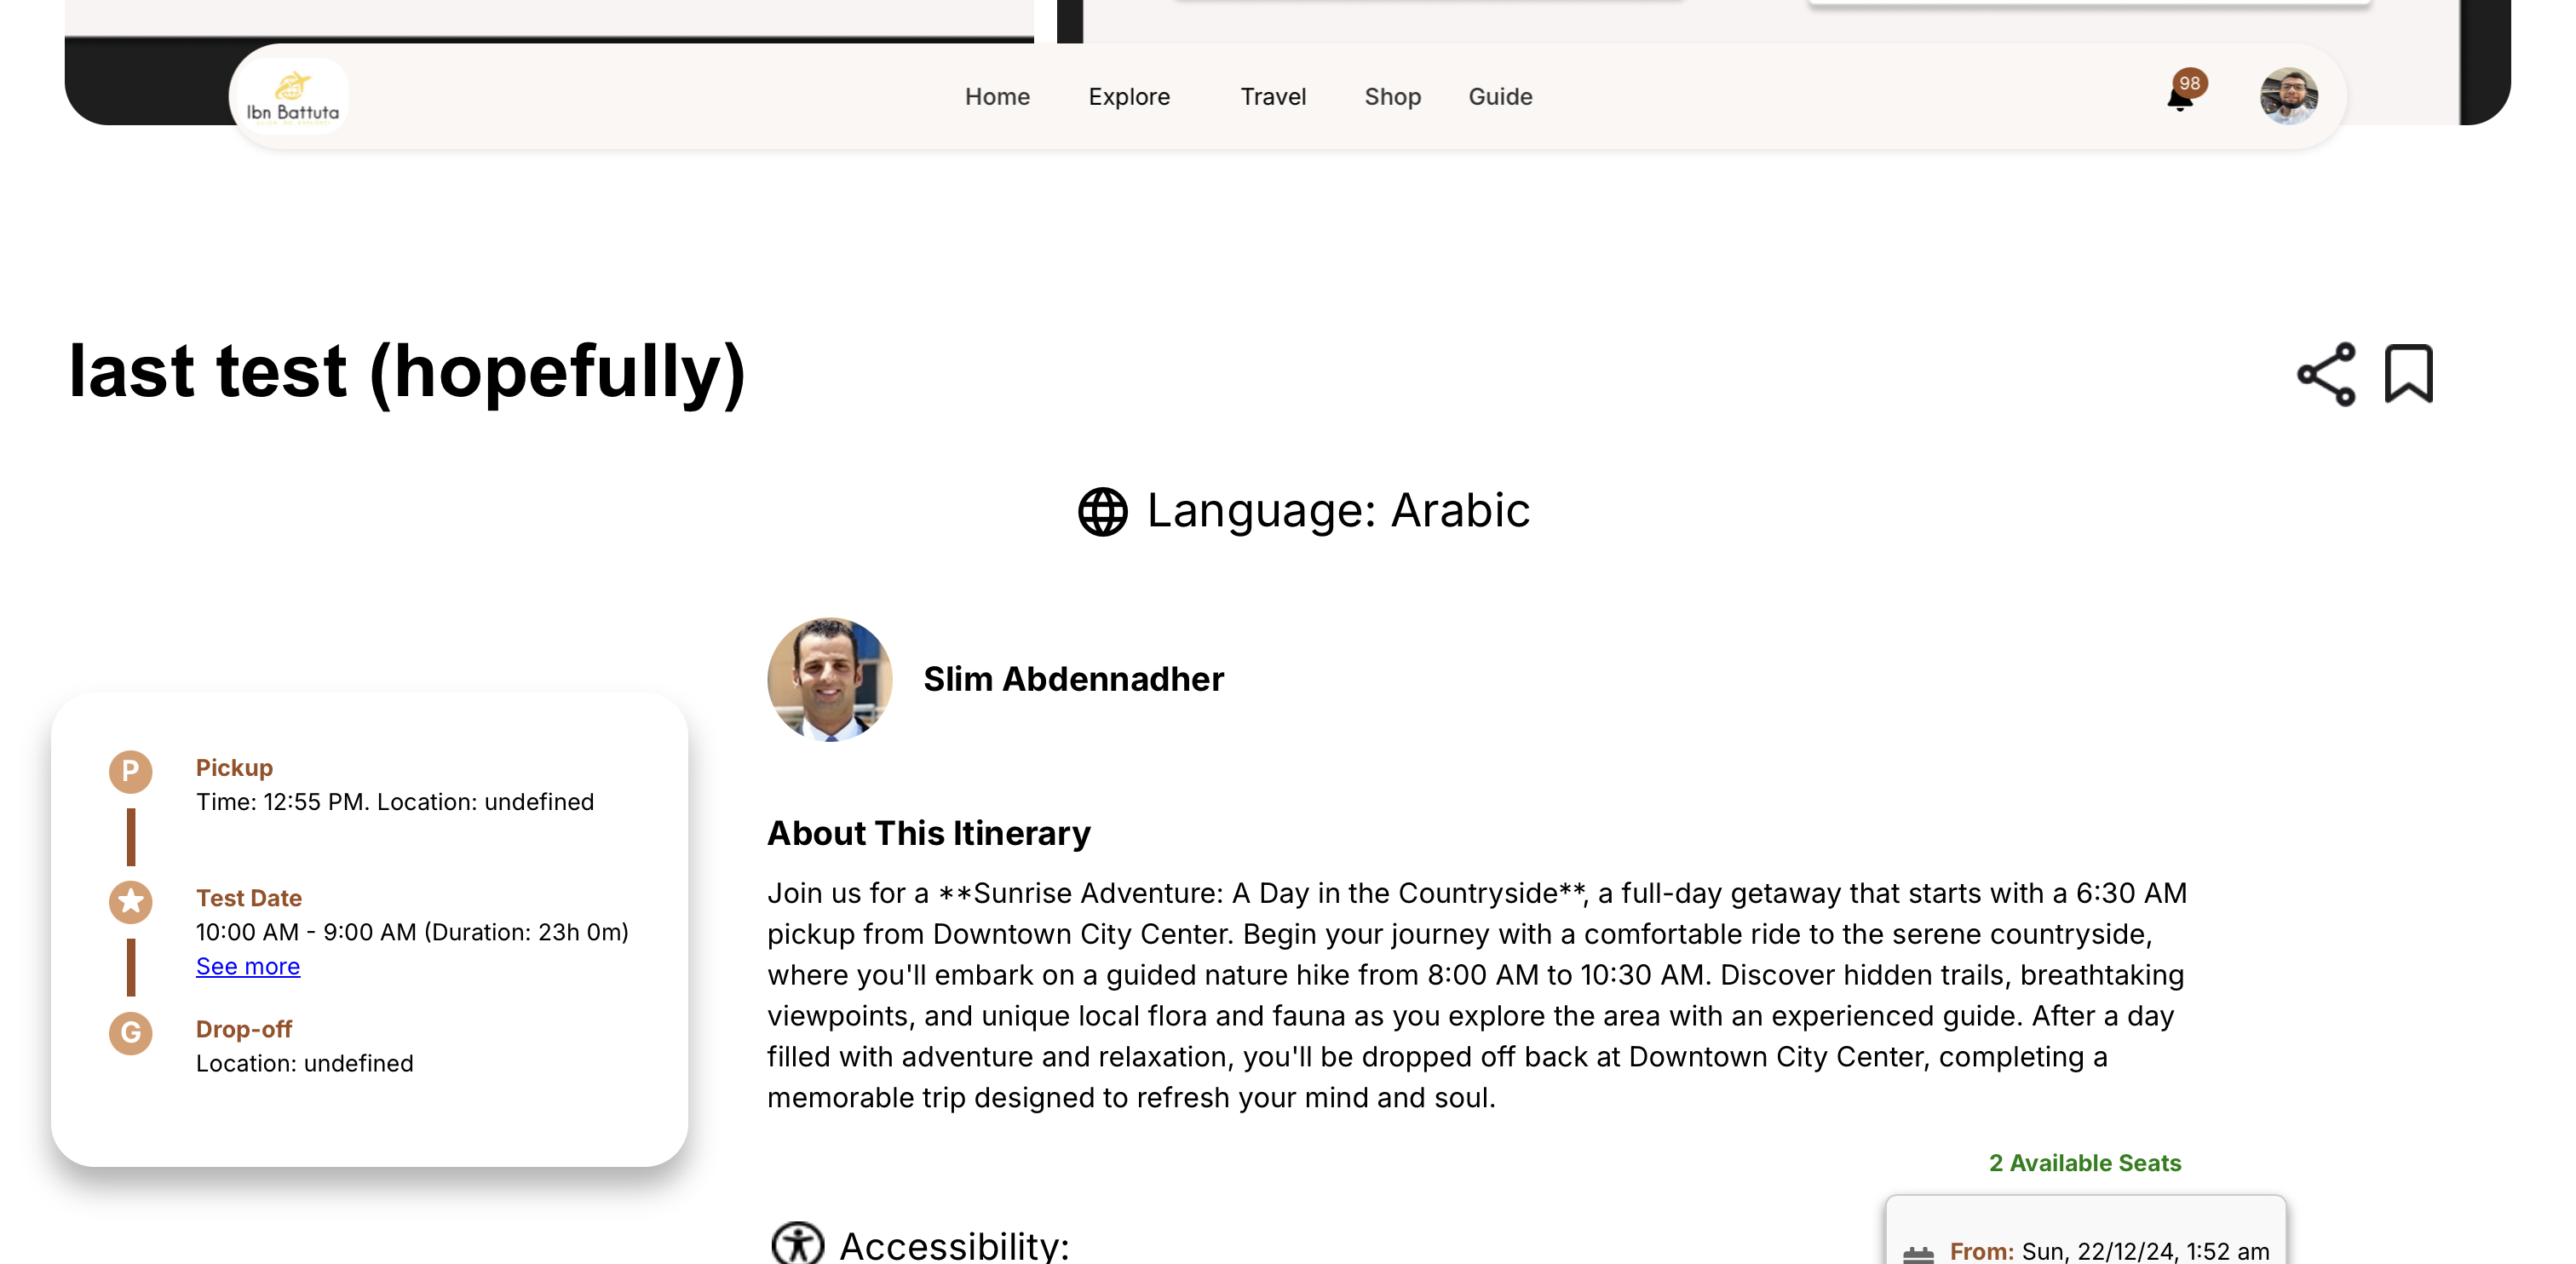 Ibn Battuta
Home Explore Travel Shop Guide
98
last test (hopefully)
Language: Arabic
Slim Abdennadher
P
Pickup
Time: 12:55 PM. Location: undefined
Test Date
10:00 AM - 9:00 AM (Duration: 23h 0m)
See more
G
Drop-off
Location: undefined
About This Itinerary
Join us for a **Sunrise Adventure: A Day in the Countryside**, a full-day getaway that starts with a 6:30 AM
pickup from Downtown City Center. Begin your journey with a comfortable ride to the serene countryside,
where you'll embark on a guided nature hike from 8:00 AM to 10:30 AM. Discover hidden trails, breathtaking
viewpoints, and unique local flora and fauna as you explore the area with an experienced guide. After a day
filled with adventure and relaxation, you'll be dropped off back at Downtown City Center, completing a
memorable trip designed to refresh your mind and soul.
2 Available Seats
Accessibility:
From: Sun, 22/12/24, 1:52 am